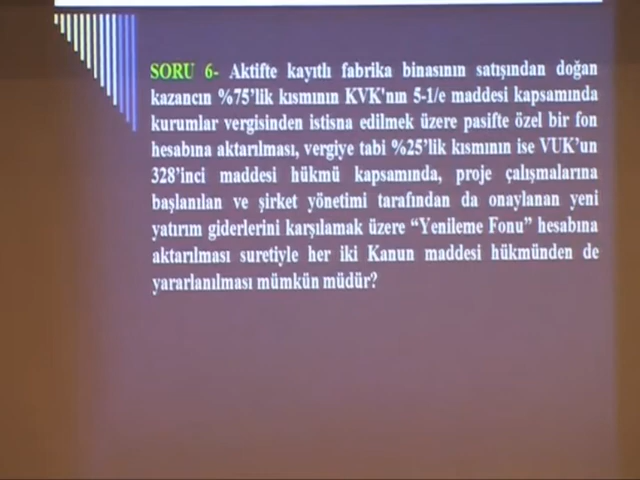 SORU 6- Aktifte kayıtlı fabrika binasının satışından doğan
kazancın %75’lik kısmının KVK'nın 5-1/e maddesi kapsamında
kurumlar vergisinden istisna edilmek üzere pasifte özel bir fon
hesabına aktarılması, vergiye tabi %25’lik kısmının ise VUK’un
328’inci maddesi hükmü kapsamında, proje çalışmalarına
başlanılan ve şirket yönetimi tarafından da onaylanan yeni
yatırım giderlerini karşılamak üzere “Yenileme Fonu” hesabına
aktarılması suretiyle her iki Kanun maddesi hükmünden de
yararlanılması mümkün müdür?